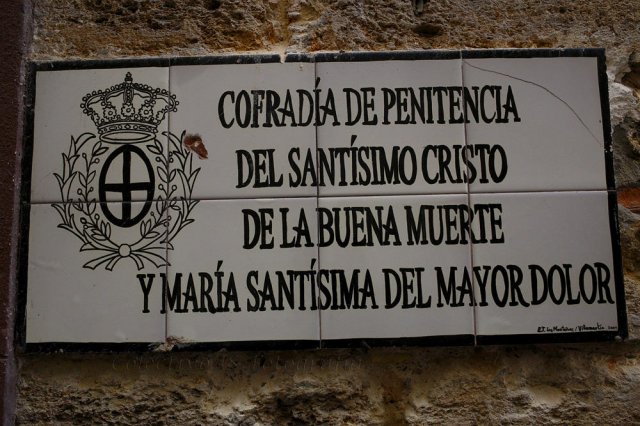 COFRADÍA DE PENITENCIA
DEL SANTÍSIMO CRISTO
DE LA BUENA MUERTE
Y MARÍA SANTÍSIMA DEL MAYOR DOLOR